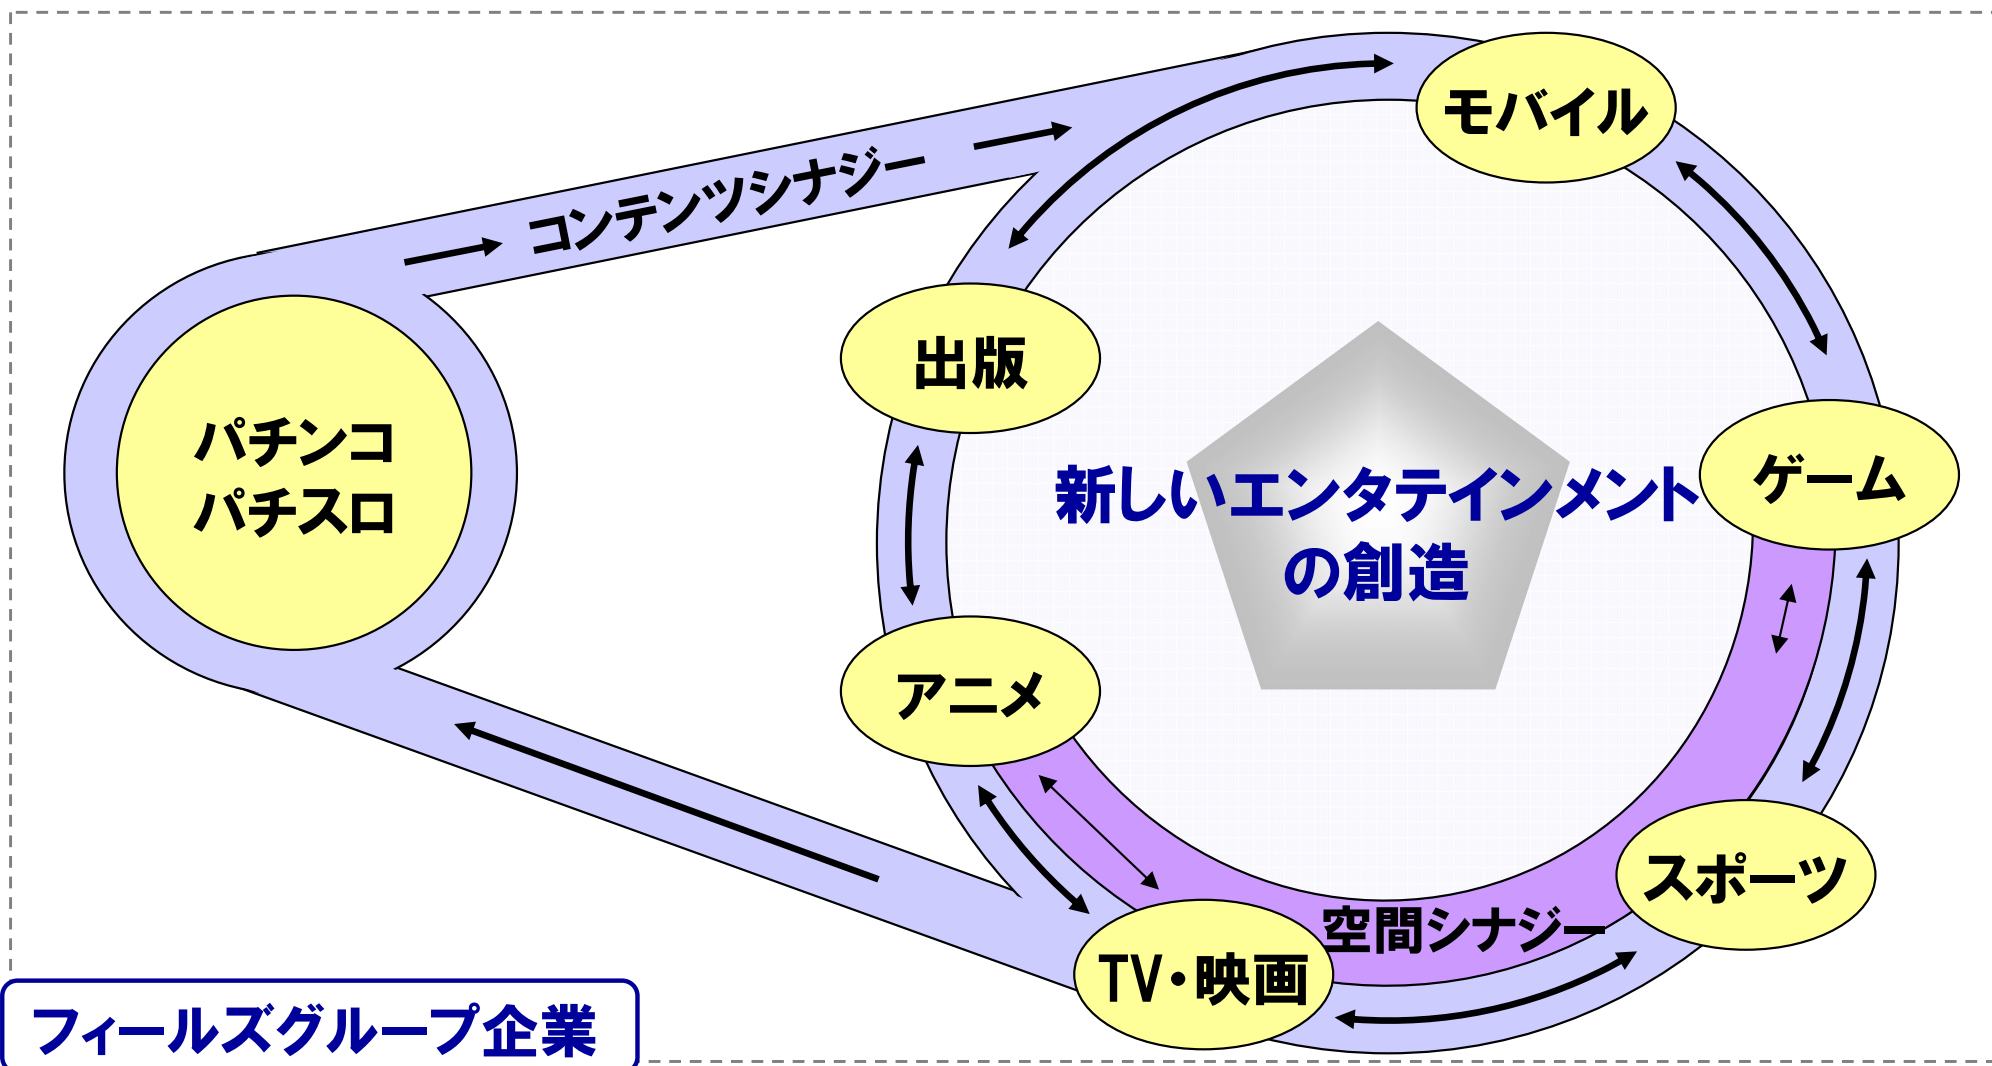 モバイル
コンテンツシナジー
出版
パチンコ
パチスロ
新しいエンタテインメント
の創造
ゲーム
アニメ
スポーツ
空間シナジー
TV・映画
フィールズグループ企業